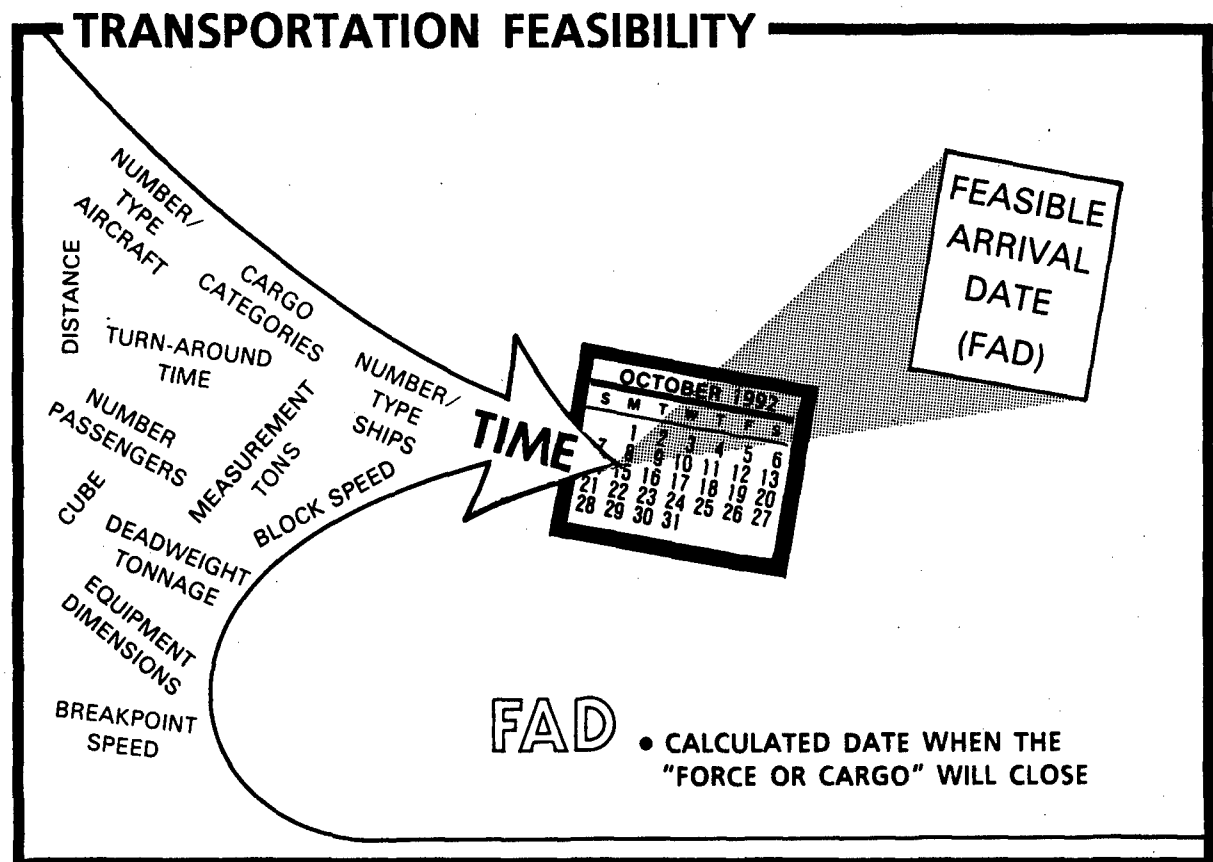 TRANSPORTATION FEASIBILITY
NUMBER/
TYPE
AIRCRAFT
CARGO
CATEGORIES
DISTANCE
TURN-AROUND
TIME
NUMBER/
TYPE
SHIPS
NUMBER
PASSENGERS
MEASUREMENT
TONS
CUBE
BLOCK SPEED
DEADWEIGHT
TONNAGE
EQUIPMENT
DIMENSIONS
BREAKPOINT
SPEED
TIME
OCTOBER 1992
S M T W T F S
1 2 3 4 5 6
7 8 9 10 11 12 13
15 16 17 18 19 20
21 22 23 24 25 26 27
28 29 30 31
FEASIBLE
ARRIVAL
DATE
(FAD)
FAD
• CALCULATED DATE WHEN THE
"FORCE OR CARGO" WILL CLOSE